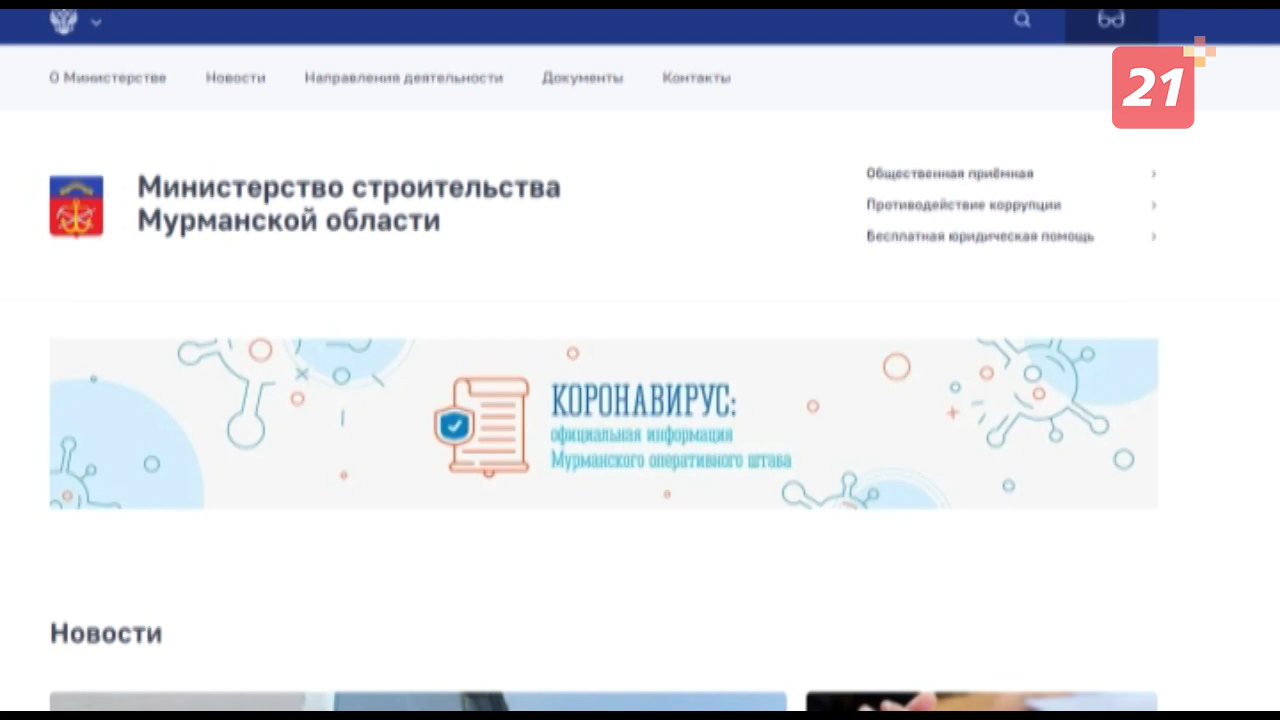 О Министерстве Новости Направления деятельности Документы Контакты
21
Министерство строительства
Мурманской области
Общественная приёмная
Противодействие коррупции
Бесплатная юридическая помощь
КОРОНАВИРУС:
официальная информация
Мурманского оперативного штаба
Новости